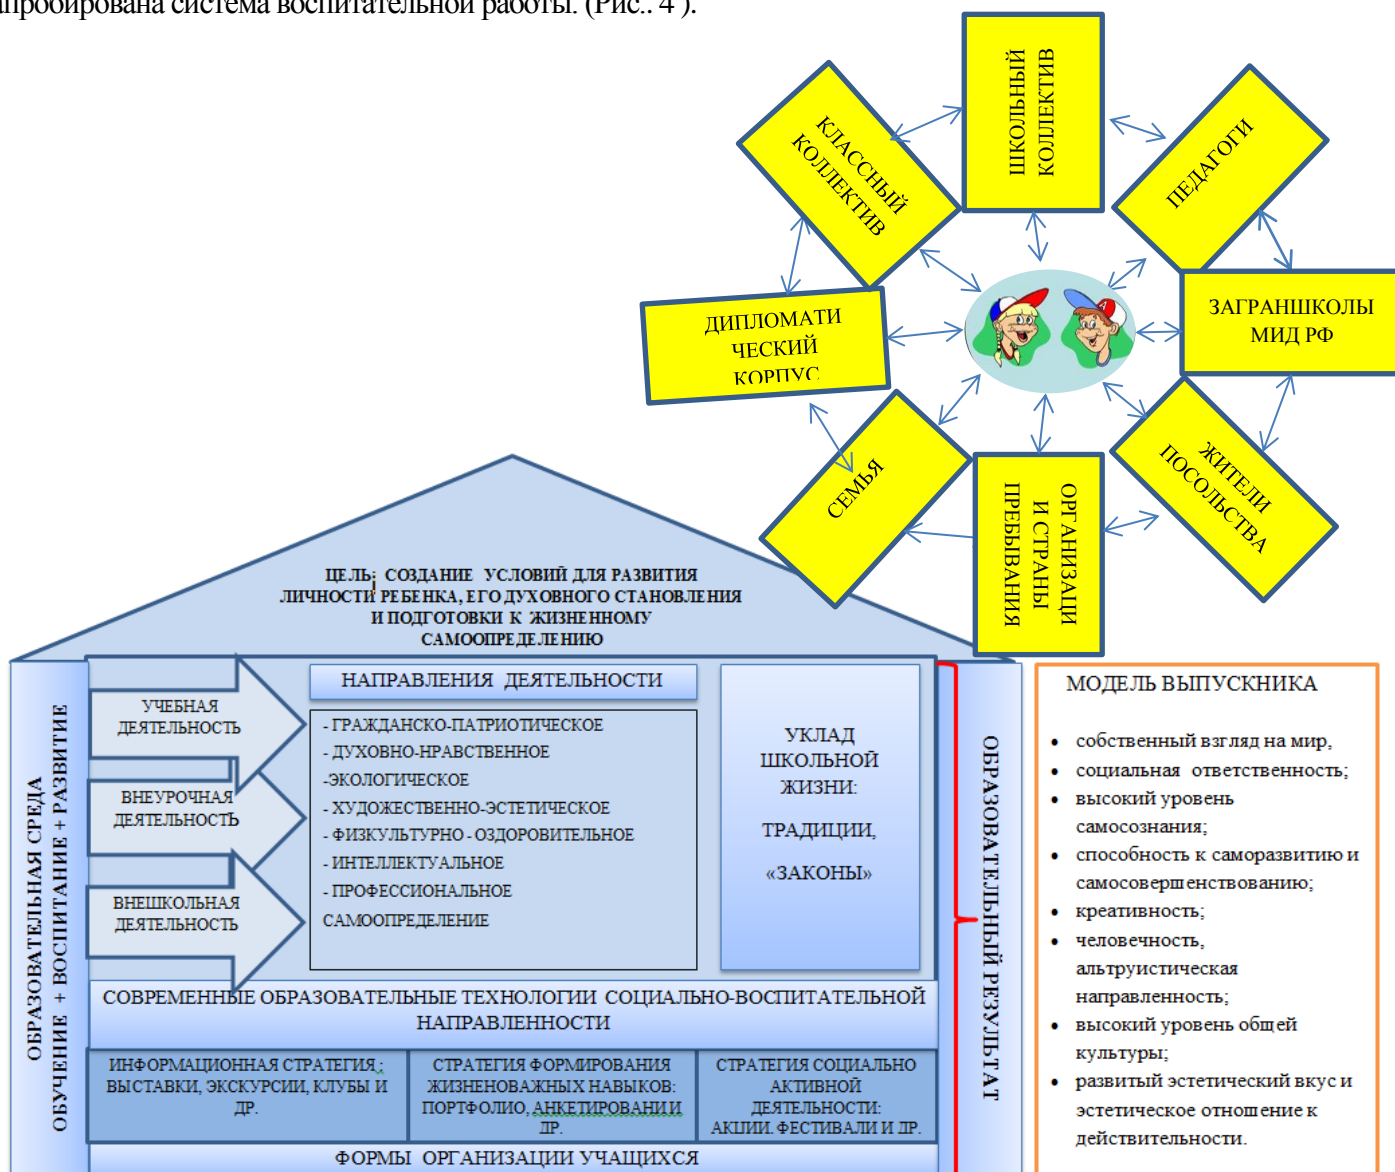 апробирована система воспитательной работы. (Рис.. 4 ).
ШКОЛЬНЫЙ
КОЛЛЕКТИВ
КЛАССНЫЙ
КОЛЛЕКТИВ
ПЕДАГОГИ
ДИПЛОМАТИ
ЧЕСКИЙ
КОРПУС
ЗАГРАНШКОЛЫ
МИД РФ
СЕМЬЯ
ОРГАНИЗАЦИ
И СТРАНЫ
ПРЕБЫВАНИЯ
ЖИТЕЛИ
ПОСОЛЬСТВА
ЦЕЛЬ: СОЗДАНИЕ УСЛОВИЙ ДЛЯ РАЗВИТИЯ
ЛИЧНОСТИ РЕБЕНКА, ЕГО ДУХОВНОГО СТАНОВЛЕНИЯ
И ПОДГОТОВКИ К ЖИЗНЕННОМУ
САМООПРЕДЕЛЕНИЮ
ОБРАЗОВАТЕЛЬНАЯ СРЕДА
ОБУЧЕНИЕ + ВОСПИТАНИЕ + РАЗВИТИЕ
УЧЕБНАЯ
ДЕЯТЕЛЬНОСТЬ
ВНЕУРОЧНАЯ
ДЕЯТЕЛЬНОСТЬ
ВНЕШКОЛЬНАЯ
ДЕЯТЕЛЬНОСТЬ
НАПРАВЛЕНИЯ ДЕЯТЕЛЬНОСТИ
- ГРАЖДАНСКО-ПАТРИОТИЧЕСКОЕ
- ДУХОВНО-НРАВСТВЕННОЕ
-ЭКОЛОГИЧЕСКОЕ
- ХУДОЖЕСТВЕННО-ЭСТЕТИЧЕСКОЕ
- ФИЗКУЛЬТУРНО - ОЗДОРОВИТЕЛЬНОЕ
- ИНТЕЛЛЕКТУАЛЬНОЕ
- ПРОФЕССИОНАЛЬНОЕ
САМООПРЕДЕЛЕНИЕ
УКЛАД
ШКОЛЬНОЙ
ЖИЗНИ:
ТРАДИЦИИ,
«ЗАКОНЫ»
СОВРЕМЕННЫЕ ОБРАЗОВАТЕЛЬНЫЕ ТЕХНОЛОГИИ СОЦИАЛЬНО-ВОСПИТАТЕЛЬНОЙ
НАПРАВЛЕННОСТИ
ИНФОРМАЦИОННАЯ СТРАТЕГИЯ ;
ВЫСТАВКИ, ЭКСКУРСИИ, КЛУБЫ И
ДР.
СТРАТЕГИЯ ФОРМИРОВАНИЯ
ЖИЗНЕНОВАЖНЫХ НАВЫКОВ:
ПОРТФОЛИО, АНКЕТИРОВАНИ И
ДР.
СТРАТЕГИЯ СОЦИАЛЬНО
АКТИВНОЙ
ДЕЯТЕЛЬНОСТИ:
АКЦИИ. ФЕСТИВАЛИ И ДР.
ФОРМЫ ОРГАНИЗАЦИИ УЧАЩИХСЯ
ОБРАЗОВАТЕЛЬНЫЙ РЕЗУЛЬТАТ
МОДЕЛЬ ВЫПУСКНИКА
• собственный взгляд на мир,
• социальная ответственность;
• высокий уровень
самосознания;
• способность к саморазвитию и
самосовершенствованию;
• креативность;
• человечность,
альтруистическая
направленность;
• высокий уровень общей
культуры;
• развитый эстетический вкус и
эстетическое отношение к
действительности.